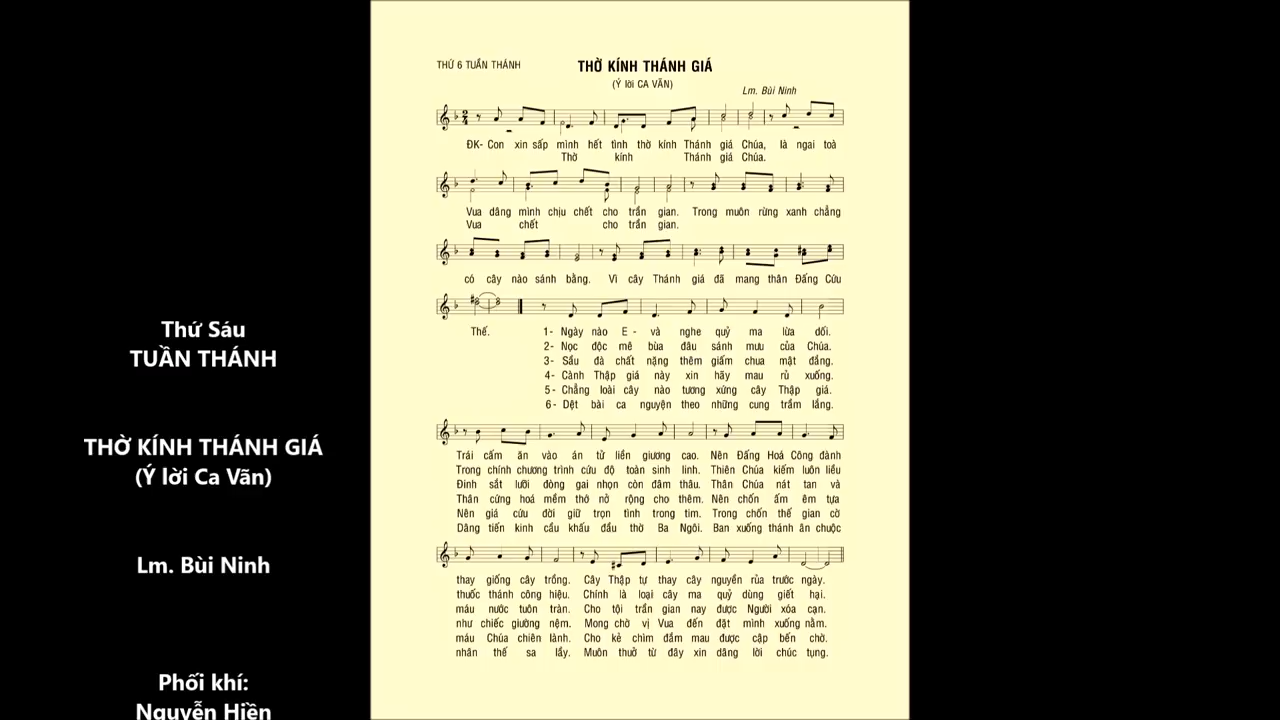 Thứ Sáu
TUẦN THÁNH
THỜ KÍNH THÁNH GIÁ
(Ý lời Ca Vãn)
Lm. Bùi Ninh
Phối khí:
Nguyễn Hiền
THỨ 6 TUẦN THÁNH
THỜ KÍNH THÁNH GIÁ
(Ý lời CA VÃN)
Lm. Bùi Ninh
ĐK- Con xin sấp mình hết tình thờ kính Thánh giá Chúa, là ngai toà
Thờ kính Thánh giá Chúa.
Vua dâng mình chịu chết cho trần gian. Trong muôn rừng xanh chẳng
Vua chết cho trần gian.
có cây nào sánh bằng. Vì cây Thánh giá đã mang thân Đấng Cứu
Thế. 1- Ngày nào E - và nghe quỷ ma lừa dối.
2- Nọc độc mê bùa đâu sánh mưu của Chúa.
3- Sầu đà chất nặng thêm giấm chua mật đắng.
4- Cành Thập giá này xin hãy mau rủ xuống.
5- Chẳng loài cây nào tương xứng cây Thập giá.
6- Dệt bài ca nguyện theo những cung trầm lắng.
Trái cấm ăn vào án tử liền giương cao. Nên Đấng Hoá Công đành
Trong chính chương trình cứu độ toàn sinh linh. Thiên Chúa kiếm luôn liều
Đinh sắt lưỡi đòng gai nhọn còn đâm thâu. Thân Chúa nát tan và
Thân cứng hoá mềm thớ nở rộng cho thêm. Nên chốn ấm êm tựa
Nên giá cứu đời giữ trọn tình trong tim. Trong chốn thế gian cờ
Dâng tiến kinh cầu khấu đầu thờ Ba Ngôi. Ban xuống thánh ân chuộc
thay giống cây trồng. Cây Thập tự thay cây nguyền rủa trước ngày.
thuốc thánh công hiệu. Chính là loại cây ma quỷ dùng giết hại.
máu nước tuôn tràn. Cho tội trần gian nay được Người xóa cạn.
như chiếc giường nệm. Mong chờ vị Vua đến đặt mình xuống nằm.
máu Chúa chiên lành. Cho kẻ chìm đắm mau được cập bến chờ.
nhân thế sa lầy. Muôn thuở từ đây xin dâng lời chúc tụng.